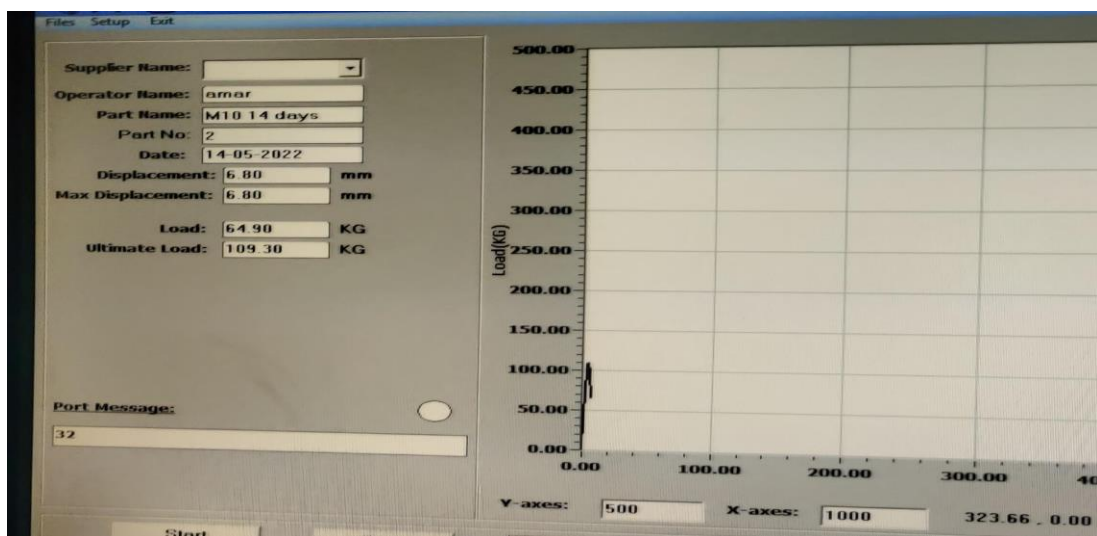 Files Setup Exit
Supplier Name:
Operator Name: amar
Part Name: M10 14 days
Part No: 2
Date: 14-05-2022
Displacement: 6.80 mm
Max Displacement: 6.80 mm
Load: 64.90 KG
Ultimate Load: 109.30 KG
Port Message:
32
Start
500.00
450.00
400.00
350.00
300.00
250.00
200.00
150.00
100.00
50.00
0.00
Load(KG)
0.00 100.00 200.00 300.00
Y-axes: 500 X-axes: 1000 323.66 , 0.00